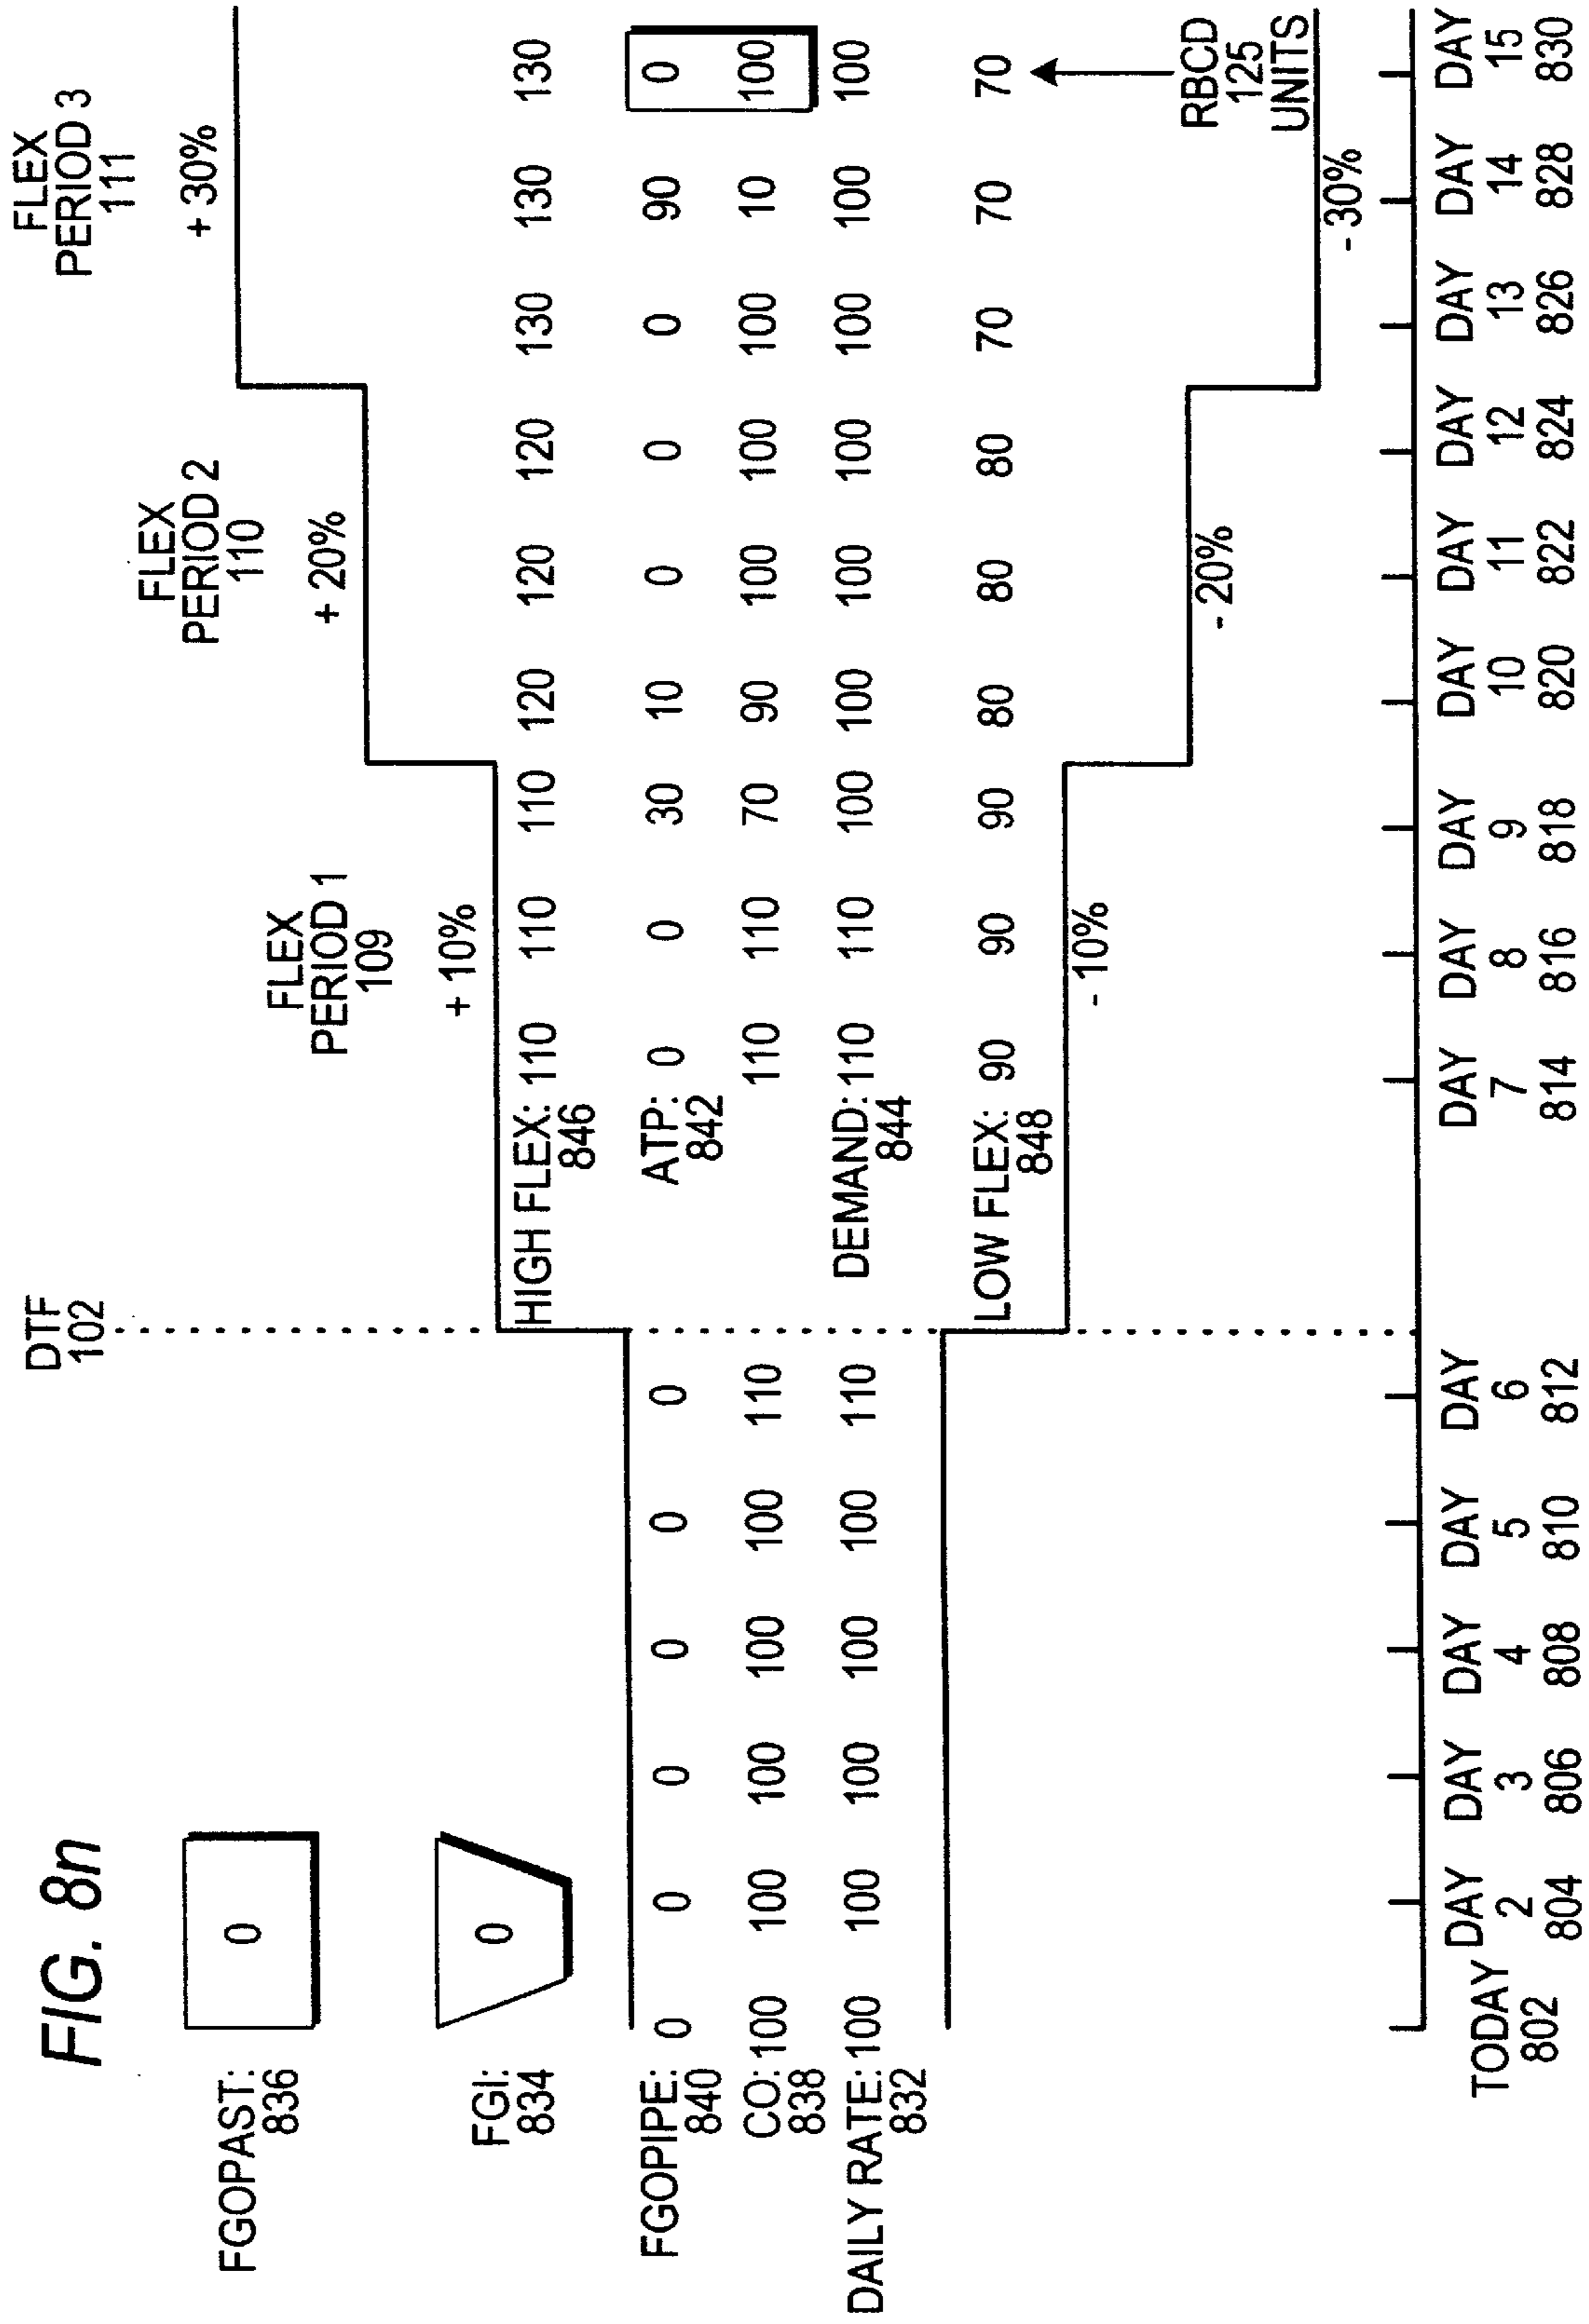 FIG. 8n
DTF
102
FLEX
PERIOD 1
109
+ 10%
FLEX
PERIOD 2
110
+ 20%
FLEX
PERIOD 3
111
+ 30%
FGOPAST:
836
0
FGI:
834
0
HIGH FLEX: 110 110 110 120 120 120 130 130 130
846
FGOPIPE: 0 0 0 0 0 0
840
ATP: 0 0 30 10 0 0 0 90 0
842
CO: 100 100 100 100 100 110 110 110 70 90 100 100 100 10 100
838
DAILY RATE: 100 100 100 100 100 110
832
DEMAND: 110 110 100 100 100 100 100 100 100
844
LOW FLEX: 90 90 90 80 80 80 70 70 70
848
- 10%
- 20%
- 30%
RBCD
125
UNITS
TODAY
802
DAY
2
804
DAY
3
806
DAY
4
808
DAY
5
810
DAY
6
812
DAY
7
814
DAY
8
816
DAY
9
818
DAY
10
820
DAY
11
822
DAY
12
824
DAY
13
826
DAY
14
828
DAY
15
830